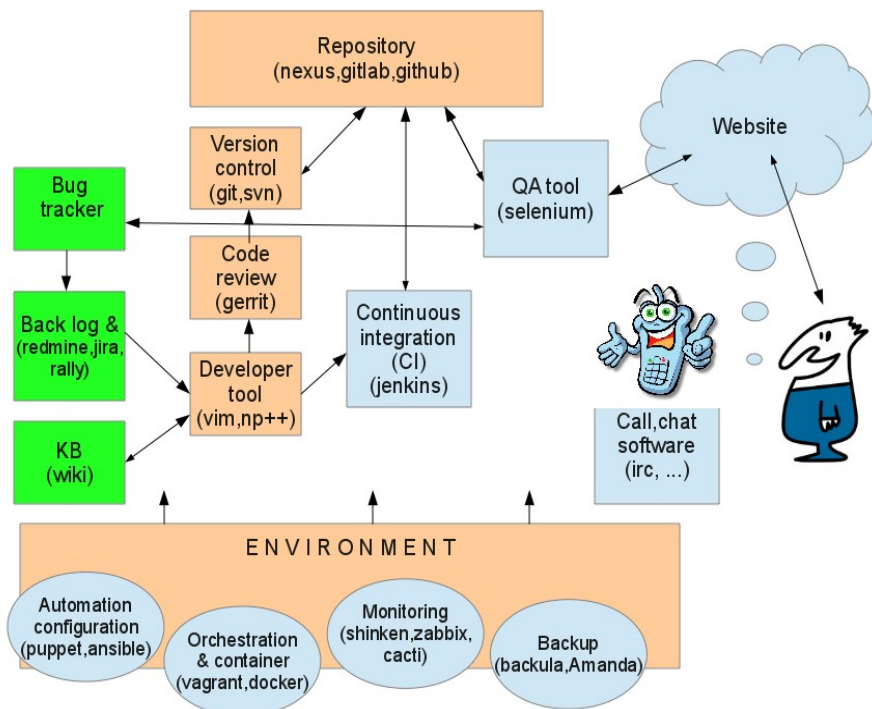 Repository
(nexus,gitlab,github)
Version
control
(git,svn)
Website
Bug
tracker
QA tool
(selenium)
Code
review
(gerrit)
Back log &
(redmine,jira,
rally)
Continuous
integration
(CI)
(jenkins)
Developer
tool
(vim,np++)
KB
(wiki)
Call,chat
software
(irc, ...)
E N V I R O N M E N T
Automation
configuration
(puppet,ansible)
Orchestration
& container
(vagrant,docker)
Monitoring
(shinken,zabbix,
cacti)
Backup
(backula,Amanda)